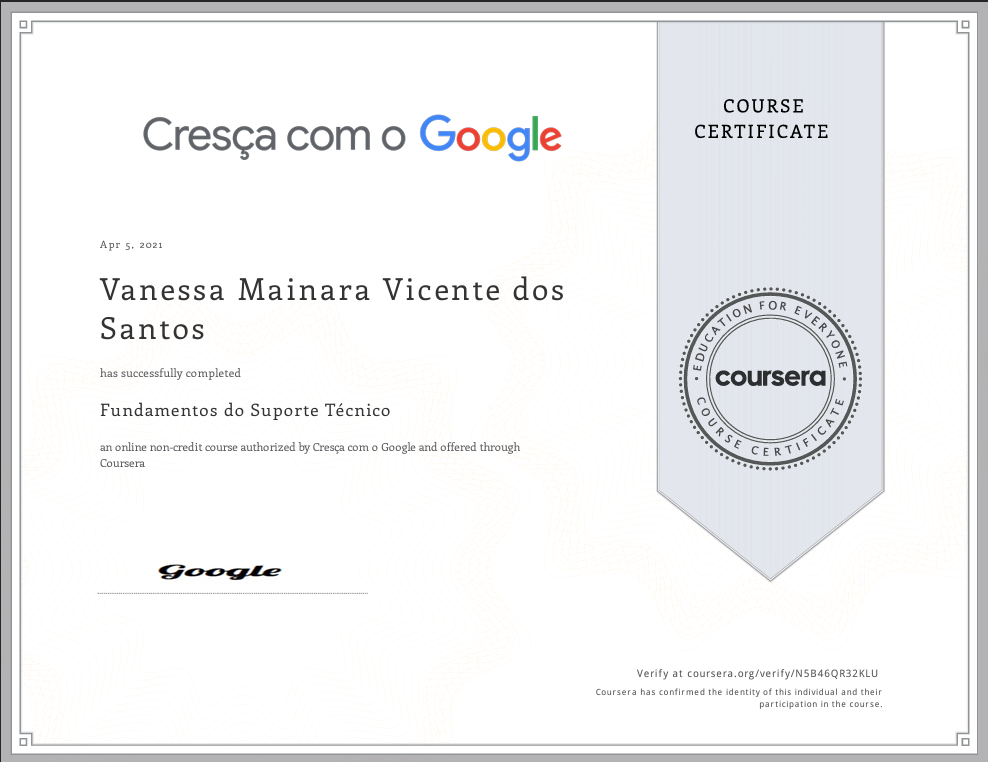 Cresça com o Google
COURSE
CERTIFICATE
Apr 5, 2021
Vanessa Mainara Vicente dos
Santos
has successfully completed
Fundamentos do Suporte Técnico
an online non-credit course authorized by Cresça com o Google and offered through
Coursera
EDUCATION FOR EVERYONE
coursera
COURSE CERTIFICATE
Google
Verify at coursera.org/verify/N5B46QR32KLU
Coursera has confirmed the identity of this individual and their
participation in the course.